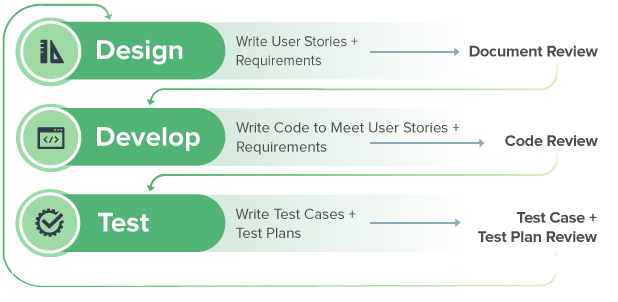 Design
Write User Stories +
Requirements
Document Review
</>
Develop
Write Code to Meet User Stories +
Requirements
Code Review
Test
Write Test Cases +
Test Plans
Test Case +
Test Plan Review